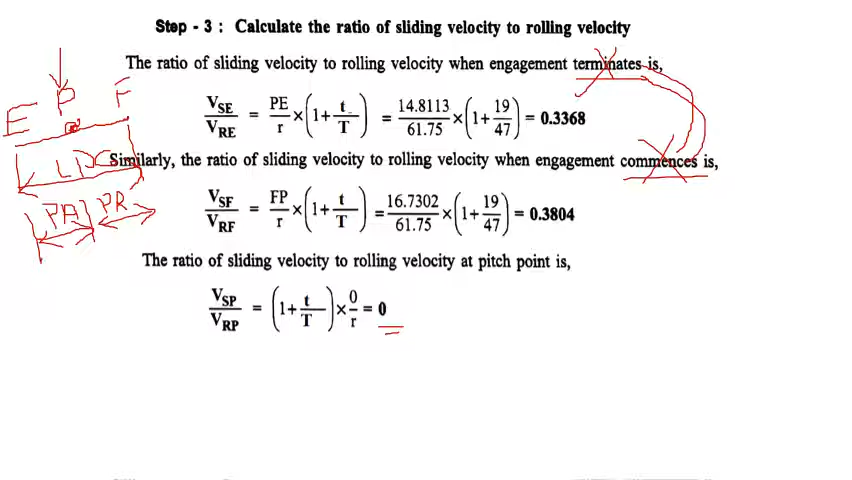 Step - 3 : Calculate the ratio of sliding velocity to rolling velocity
The ratio of sliding velocity to rolling velocity when engagement terminates is,
E P F
V_SE / V_RE = PE / r × (1 + t / T) = 14.8113 / 61.75 × (1 + 19 / 47) = 0.3368
Similarly, the ratio of sliding velocity to rolling velocity when engagement commences is,
PA PR
V_SF / V_RF = FP / r × (1 + t / T) = 16.7302 / 61.75 × (1 + 19 / 47) = 0.3804
The ratio of sliding velocity to rolling velocity at pitch point is,
V_SP / V_RP = (1 + t / T) × 0 / r = 0